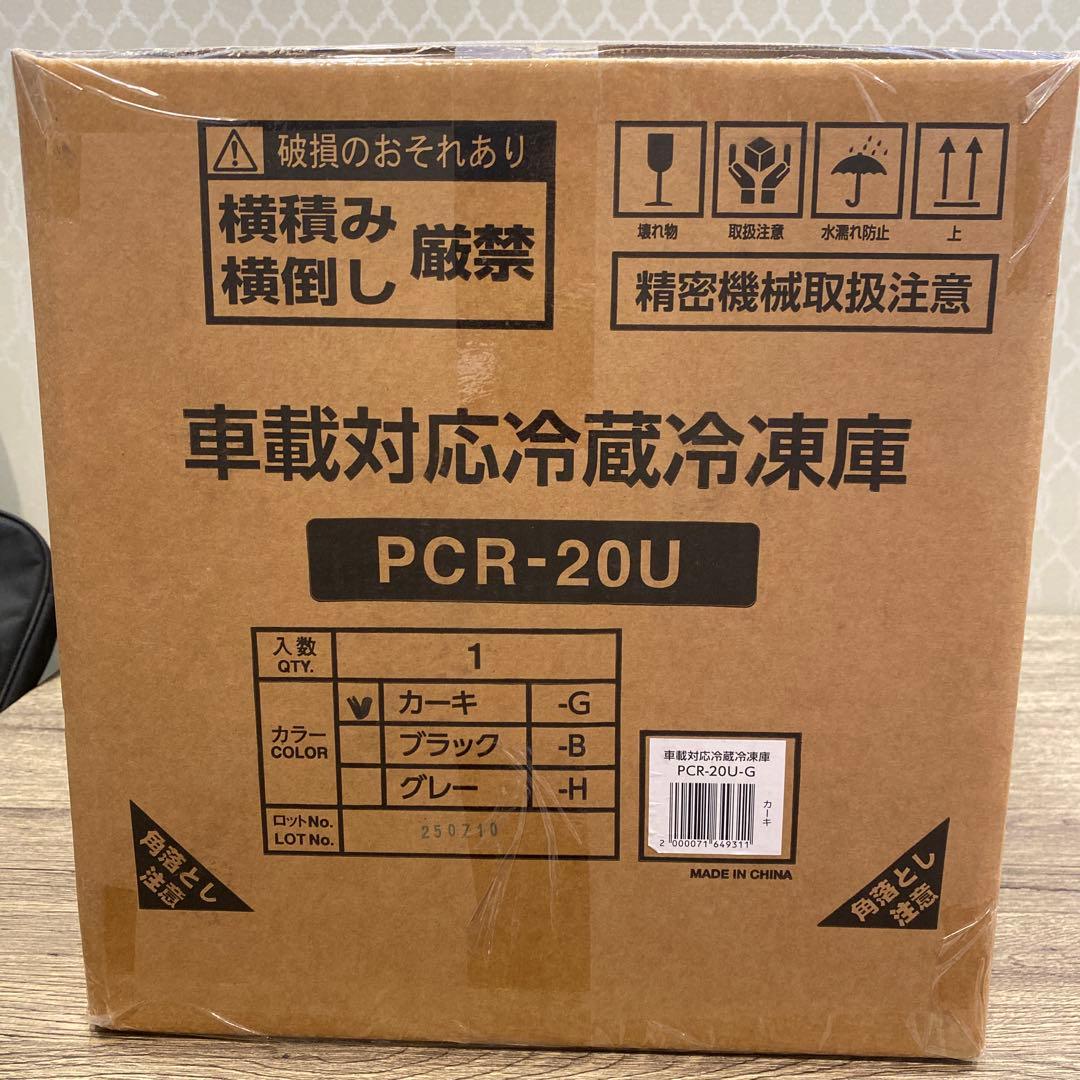 破損のおそれあり
横積み
横倒し
厳禁
壊れ物
取扱注意
水濡れ防止
上
精密機械取扱注意
車載対応冷蔵冷凍庫
PCR-20U
入数
QTY.
1
カラー
COLOR
カーキ -G
ブラック -B
グレー -H
ロットNo.
LOT No.
250710
車載対応冷蔵冷凍庫
PCR-20U-G
カーキ
2 000071 649311
MADE IN CHINA
角落とし
注意
角落とし
注意